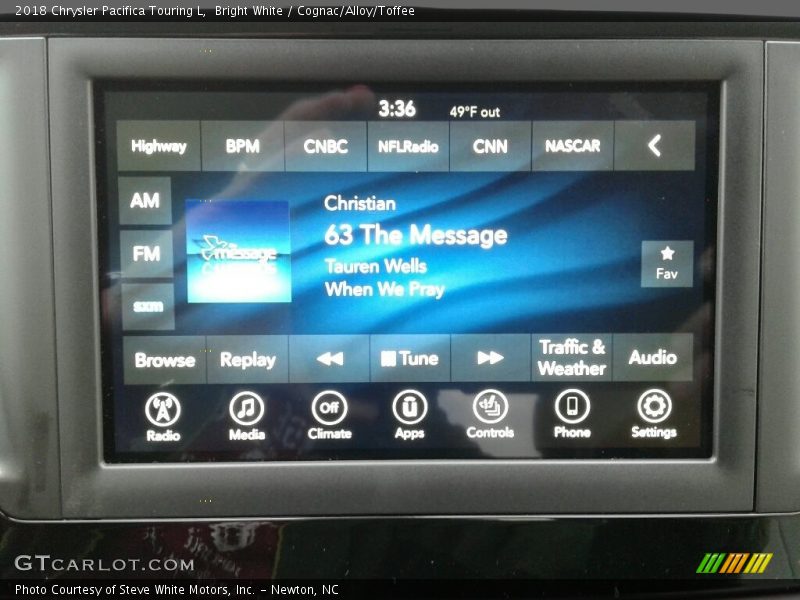 2018 Chrysler Pacifica Touring L, Bright White / Cognac/Alloy/Toffee
3:36 49°F out
Highway BPM CNBC NFLRadio CNN NASCAR
AM
FM
sxm
message
Christian
63 The Message
Tauren Wells
When We Pray
Fav
Browse Replay Tune Traffic & Weather Audio
Off
Radio Media Climate Apps Controls Phone Settings
GTCARLOT.COM
Photo Courtesy of Steve White Motors, Inc. – Newton, NC